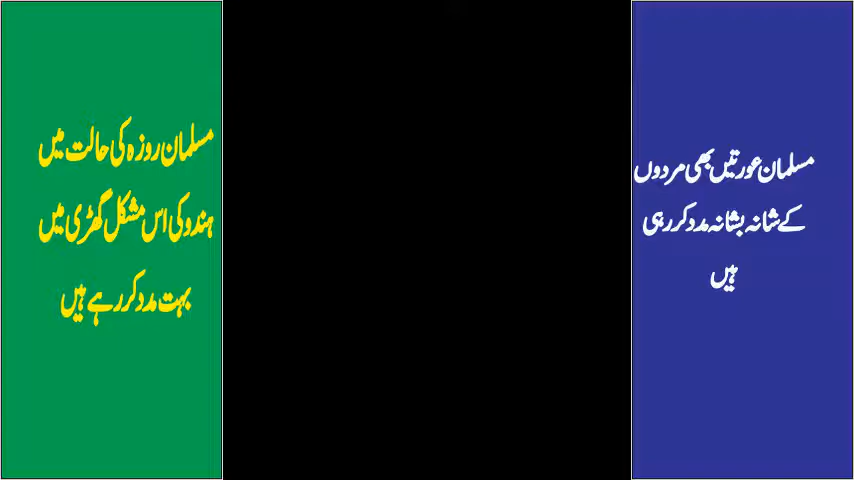 مسلمان روزہ کی حالت میں
ہندو کی اس مشکل گھڑی میں
بہت مدد کر رہے ہیں
مسلمان عورتیں بھی مردوں
کے شانہ بشانہ مدد کر رہی
ہیں